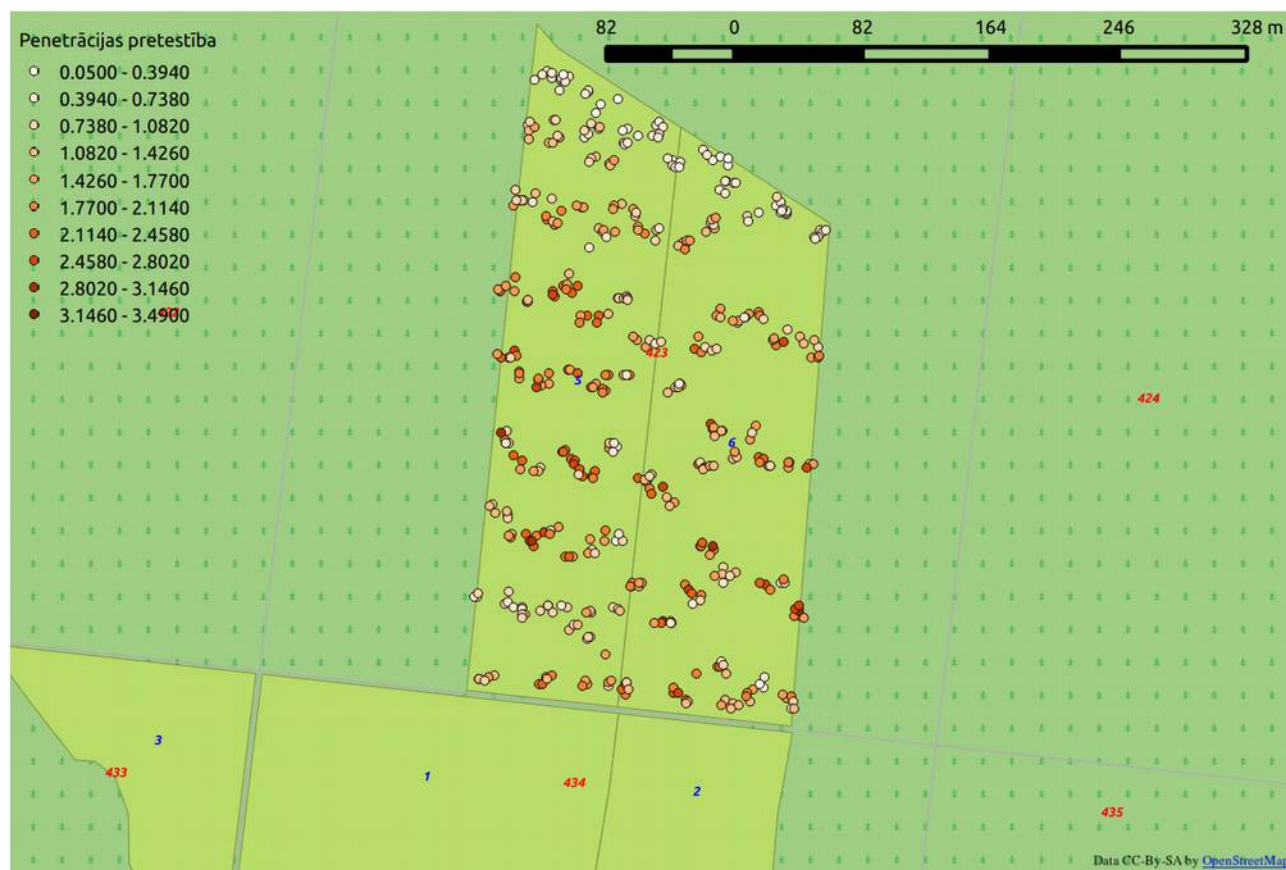 82 0 82 164 246 328 m
Penetrācijas pretestība
0.0500 - 0.3940
0.3940 - 0.7380
0.7380 - 1.0820
1.0820 - 1.4260
1.4260 - 1.7700
1.7700 - 2.1140
2.1140 - 2.4580
2.4580 - 2.8020
2.8020 - 3.1460
3.1460 - 3.4900
423
5
424
6
3
433
1
434
2
435
Data CC-By-SA by OpenStreetMap